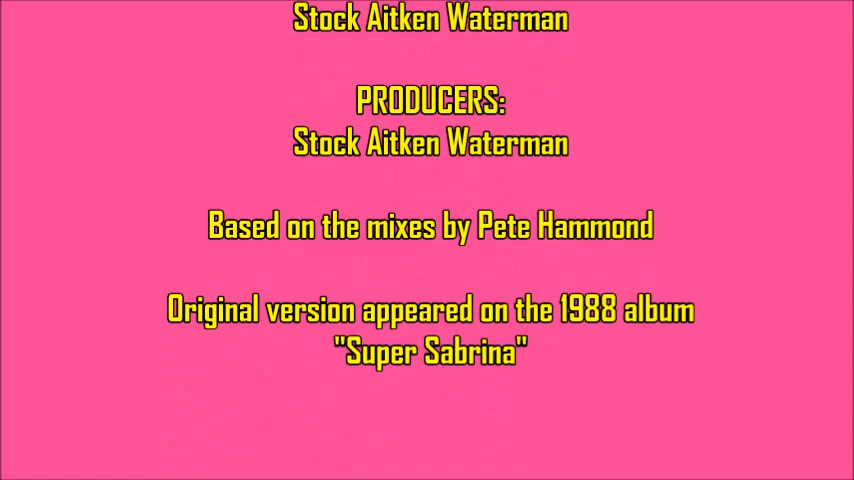 Stock Aitken Waterman
PRODUCERS:
Stock Aitken Waterman
Based on the mixes by Pete Hammond
Original version appeared on the 1988 album
"Super Sabrina"